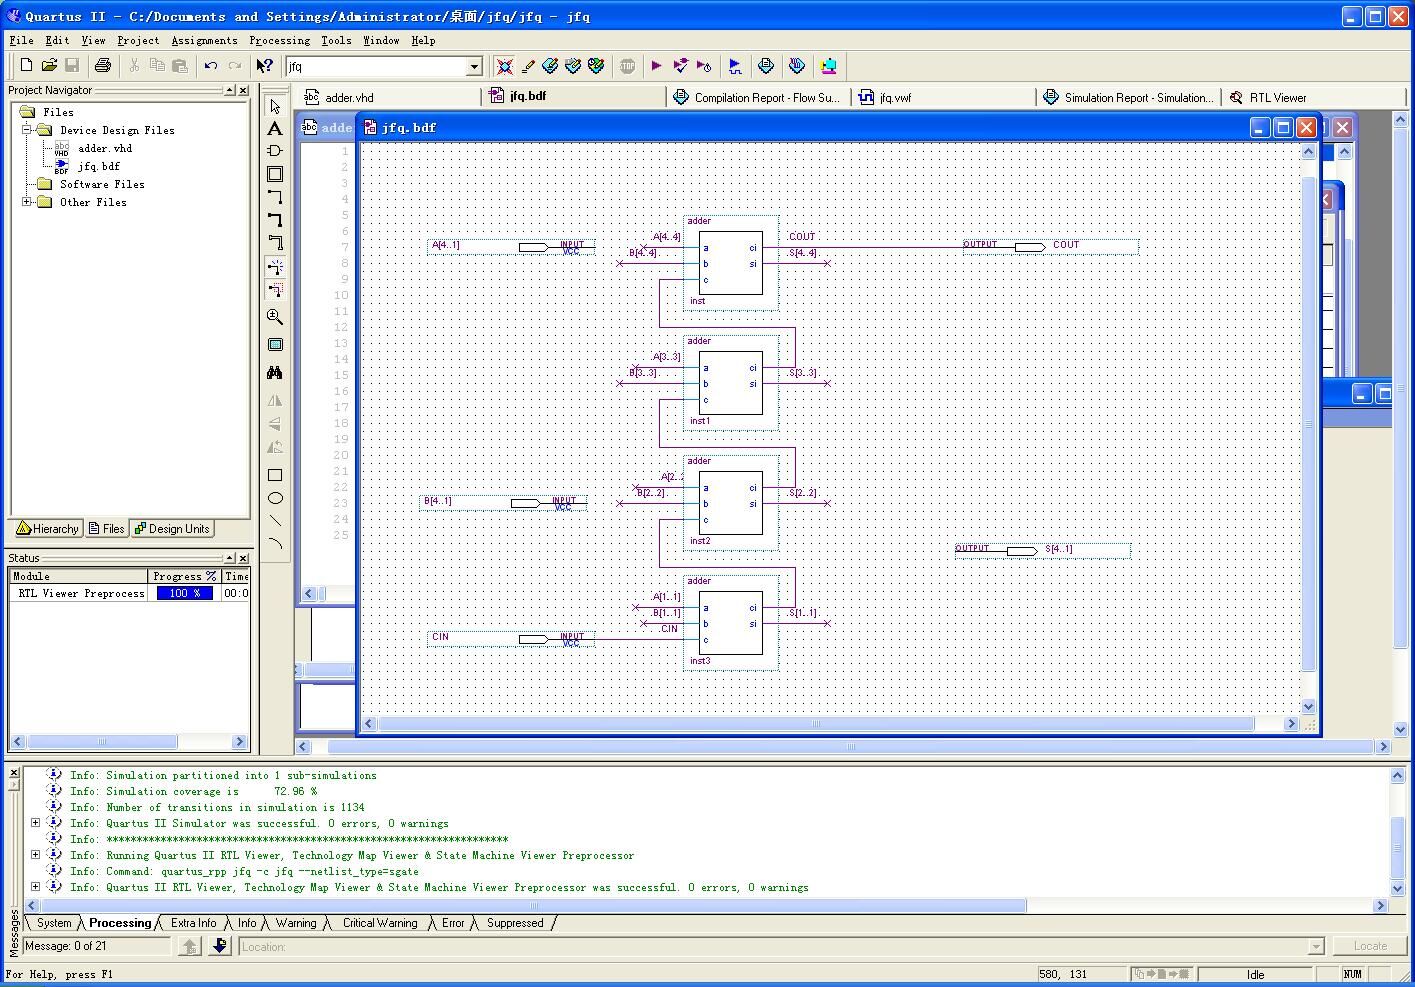 Quartus II - C:/Documents and Settings/Administrator/桌面/jfq/jfq - jfq
File Edit View Project Assignments Processing Tools Window Help
jfq
Project Navigator
Files
Device Design Files
adder.vhd
jfq.bdf
Software Files
Other Files
Hierarchy Files Design Units
Status
Module Progress % Time
RTL Viewer Preprocess 100 % 00:0
adder.vhd jfq.bdf Compilation Report - Flow Su... jfq.vwf Simulation Report - Simulation... RTL Viewer
adde
jfq.bdf
1
2
3
4
5
6
7
8
9
10
11
12
13
14
15
16
17
18
19
20
21
22
23
24
25
adder
A[4..1] INPUT VCC A[4..4] a ci COUT OUTPUT COUT
B[4..4] b si S[4..4]
c
inst
adder
A[3..3] a ci
B[3..3] b si S[3..3]
c
inst1
adder
A[2.. a ci
B[4..1] INPUT VCC B[2..2] b si S[2..2]
c
inst2
OUTPUT S[4..1]
adder
A[1..1] a ci
B[1..1] b si S[1..1]
CIN INPUT VCC CIN c
inst3
Info: Simulation partitioned into 1 sub-simulations
Info: Simulation coverage is 72.96 %
Info: Number of transitions in simulation is 1134
Info: Quartus II Simulator was successful. 0 errors, 0 warnings
Info: *******************************************************************
Info: Running Quartus II RTL Viewer, Technology Map Viewer & State Machine Viewer Preprocessor
Info: Command: quartus_rpp jfq -c jfq --netlist_type=sgate
Info: Quartus II RTL Viewer, Technology Map Viewer & State Machine Viewer Preprocessor was successful. 0 errors, 0 warnings
System Processing Extra Info Info Warning Critical Warning Error Suppressed
Messages
Message: 0 of 21 Location: Locate
For Help, press F1 580, 131 Idle NUM